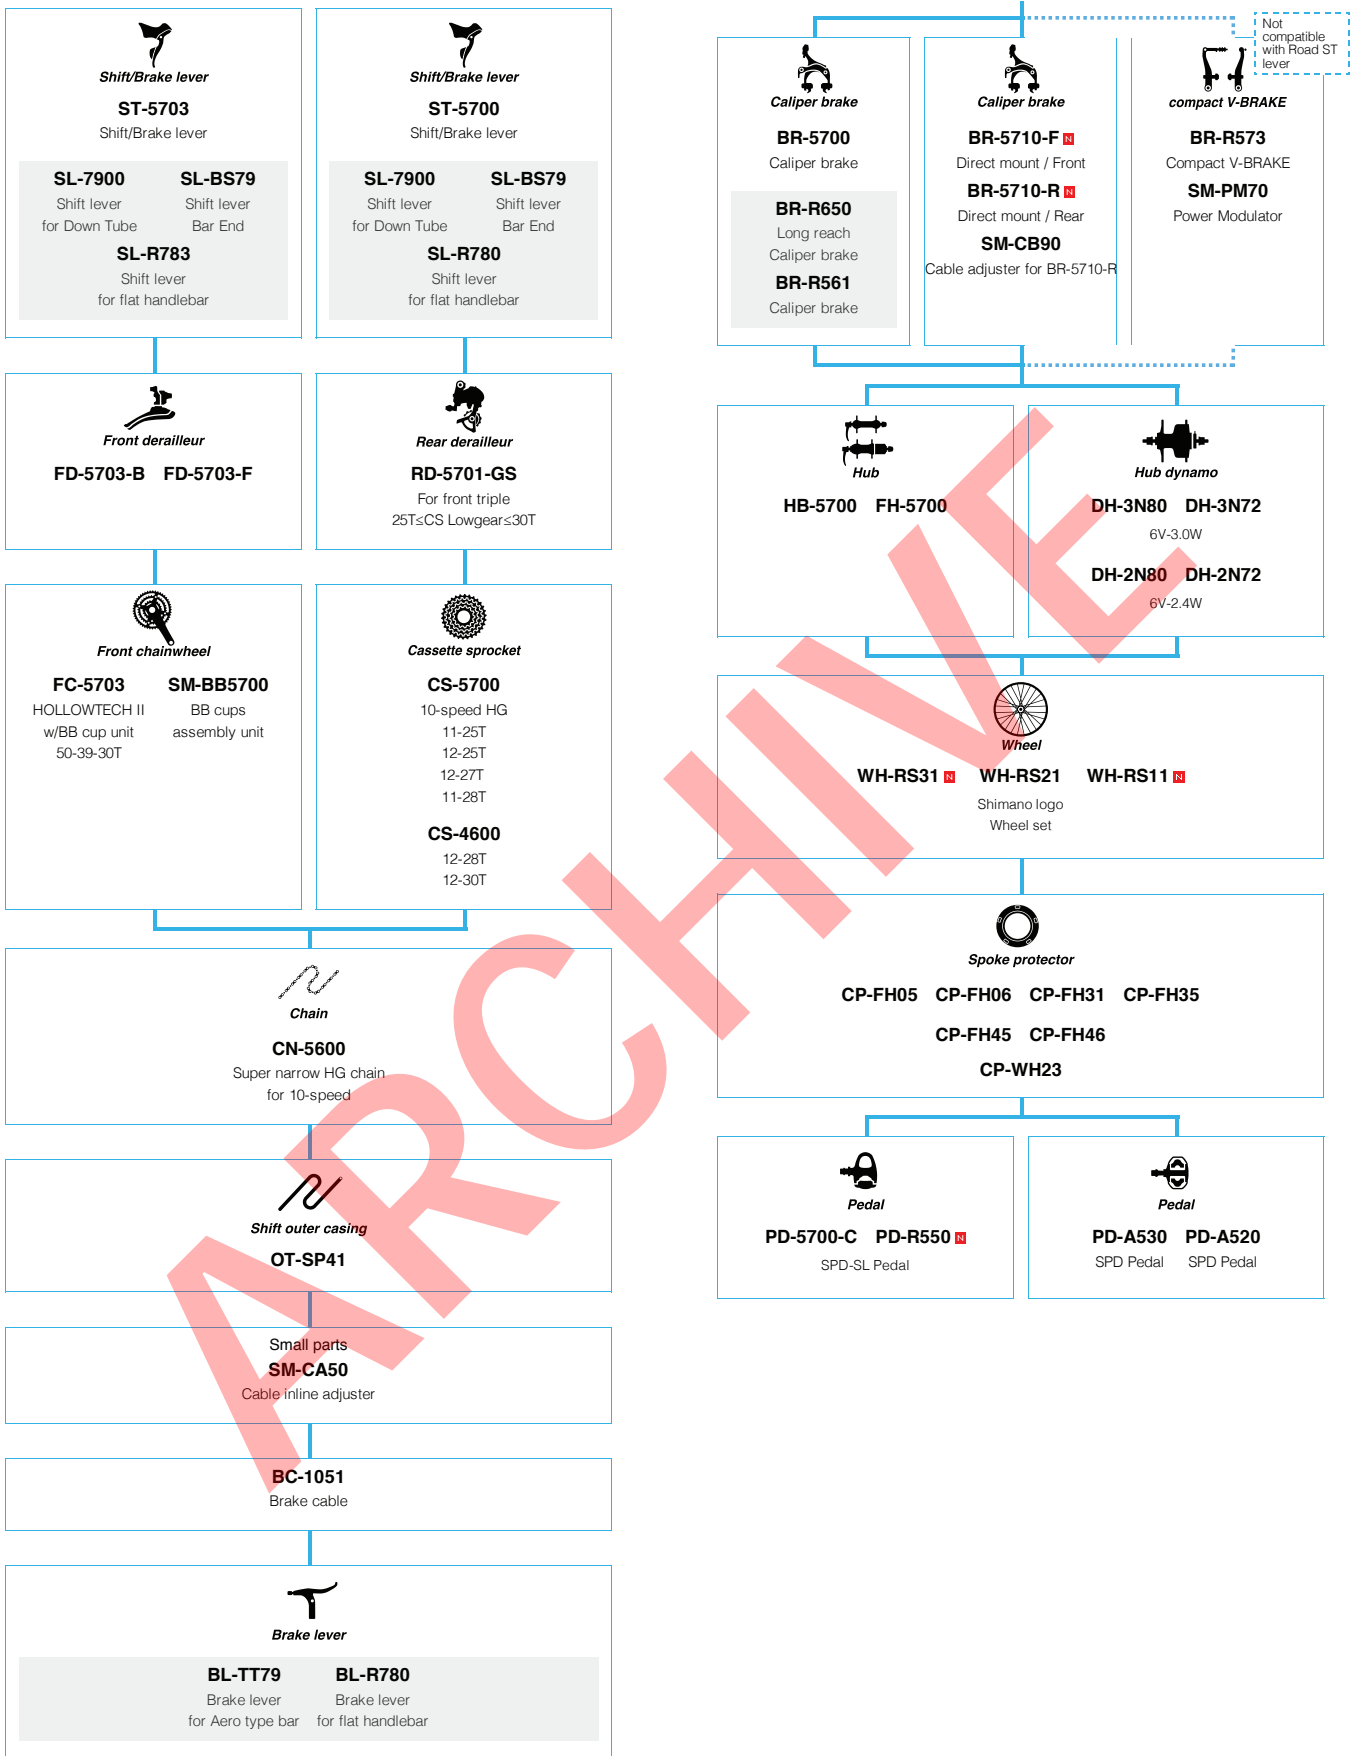 Shift/Brake lever
ST-5703
Shift/Brake lever
SL-7900 SL-BS79
Shift lever Shift lever
for Down Tube Bar End
SL-R783
Shift lever
for flat handlebar
Shift/Brake lever
ST-5700
Shift/Brake lever
SL-7900 SL-BS79
Shift lever Shift lever
for Down Tube Bar End
SL-R780
Shift lever
for flat handlebar
Front derailleur
FD-5703-B FD-5703-F
Rear derailleur
RD-5701-GS
For front triple
25T≤CS Lowgear≤30T
Front chainwheel
FC-5703 SM-BB5700
HOLLOWTECH II BB cups
w/BB cup unit assembly unit
50-39-30T
Cassette sprocket
CS-5700
10-speed HG
11-25T
12-25T
12-27T
11-28T
CS-4600
12-28T
12-30T
Chain
CN-5600
Super narrow HG chain
for 10-speed
Shift outer casing
OT-SP41
Small parts
SM-CA50
Cable inline adjuster
BC-1051
Brake cable
Brake lever
BL-TT79 BL-R780
Brake lever Brake lever
for Aero type bar for flat handlebar
Not
compatible
with Road ST
lever
Caliper brake
BR-5700
Caliper brake
BR-R650
Long reach
Caliper brake
BR-R561
Caliper brake
Caliper brake
BR-5710-F N
Direct mount / Front
BR-5710-R N
Direct mount / Rear
SM-CB90
Cable adjuster for BR-5710-R
compact V-BRAKE
BR-R573
Compact V-BRAKE
SM-PM70
Power Modulator
Hub
HB-5700 FH-5700
Hub dynamo
DH-3N80 DH-3N72
6V-3.0W
DH-2N80 DH-2N72
6V-2.4W
Wheel
WH-RS31 N WH-RS21 WH-RS11 N
Shimano logo
Wheel set
Spoke protector
CP-FH05 CP-FH06 CP-FH31 CP-FH35
CP-FH45 CP-FH46
CP-WH23
Pedal
PD-5700-C PD-R550 N
SPD-SL Pedal
Pedal
PD-A530 PD-A520
SPD Pedal SPD Pedal
ARCHIVE